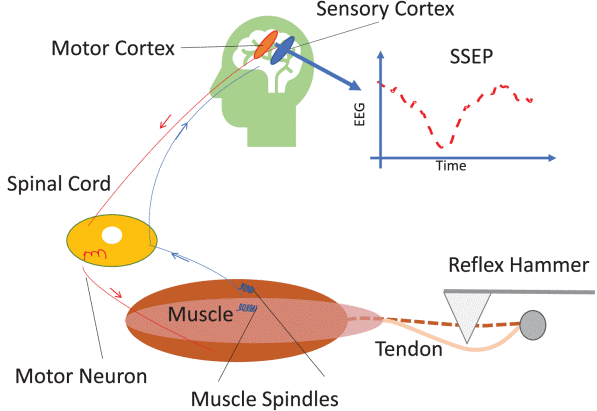 Sensory Cortex
Motor Cortex
SSEP
EEG
Time
Spinal Cord
Reflex Hammer
Muscle
Tendon
Motor Neuron
Muscle Spindles